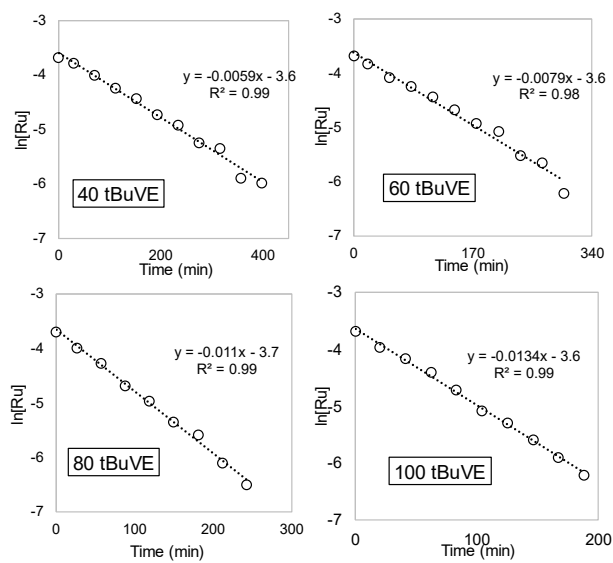 -3
-4
-5
-6
-7
ln[Ru]
y = -0.0059x - 3.6
R² = 0.99
40 tBuVE
0
200
400
Time (min)
-3
-4
-5
-6
-7
ln[Ru]
y = -0.0079x - 3.6
R² = 0.98
60 tBuVE
0
170
340
Time (min)
-3
-4
-5
-6
-7
ln[Ru]
y = -0.011x - 3.7
R² = 0.99
80 tBuVE
0
100
200
300
Time (min)
-3
-4
-5
-6
-7
ln[Ru]
y = -0.0134x - 3.6
R² = 0.99
100 tBuVE
0
100
200
Time (min)